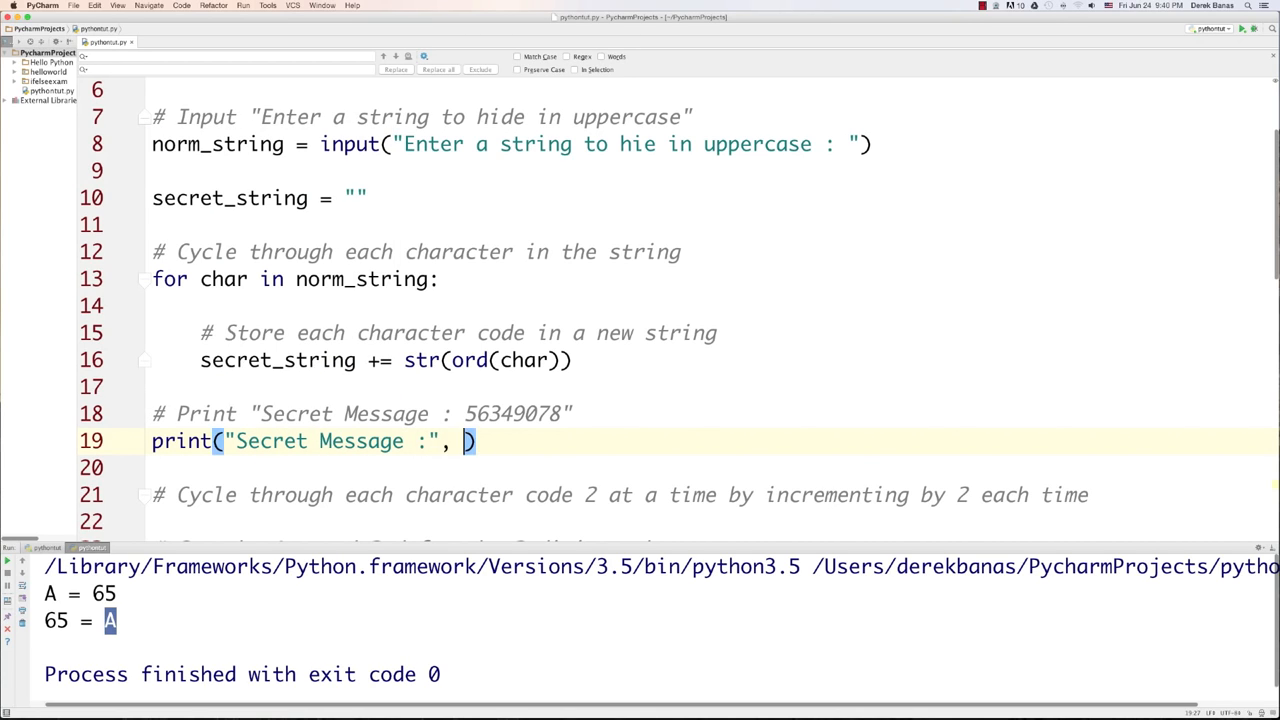 PyCharm File Edit View Navigate Code Refactor Run Tools VCS Window Help
10 Fri Jun 24 9:40 PM Derek Banas
pythontut.py - PycharmProjects - [~/PycharmProjects]
PycharmProjects pythontut.py
pythontut
pythontut.py
Match Case Regex Words
Replace Replace all Exclude Preserve Case In Selection
PycharmProject
Hello Python
helloworld
ifelseexam
pythontut.py
External Librarie
6
7 # Input "Enter a string to hide in uppercase"
8 norm_string = input("Enter a string to hie in uppercase : ")
9
10 secret_string = ""
11
12 # Cycle through each character in the string
13 for char in norm_string:
14
15 # Store each character code in a new string
16 secret_string += str(ord(char))
17
18 # Print "Secret Message : 56349078"
19 print("Secret Message :", )
20
21 # Cycle through each character code 2 at a time by incrementing by 2 each time
22
Run: pythontut pythontut
/Library/Frameworks/Python.framework/Versions/3.5/bin/python3.5 /Users/derekbanas/PycharmProjects/pytho
A = 65
65 = A
Process finished with exit code 0
19:27 LF UTF-8